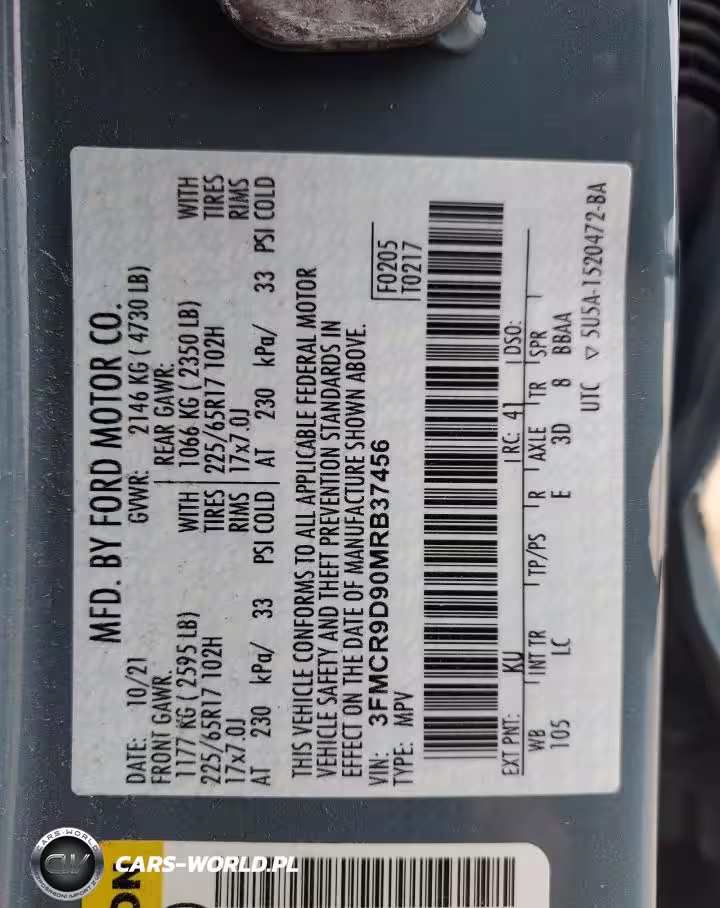 MFD. BY FORD MOTOR CO.
DATE: 10/21 GVWR: 2146 KG ( 4730 LB)
FRONT GAWR: REAR GAWR:
1177 KG ( 2595 LB) WITH 1066 KG ( 2350 LB) WITH
225/65R17 102H TIRES 225/65R17 102H TIRES
17x7.0J RIMS 17x7.0J RIMS
AT 230 kPa/ 33 PSI COLD AT 230 kPa/ 33 PSI COLD
THIS VEHICLE CONFORMS TO ALL APPLICABLE FEDERAL MOTOR
VEHICLE SAFETY AND THEFT PREVENTION STANDARDS IN
EFFECT ON THE DATE OF MANUFACTURE SHOWN ABOVE.
VIN: 3FMCR9D90MRB37456 F0205
TYPE: MPV T0217
EXT PNT: KU RC: 41 DSO:
WB INT TR TP/PS R AXLE TR SPR
105 LC E 3D 8 BBAA
UTC ▽ 5U5A-1520472-BA
ON
CARS-WORLD
CW
CARS-WORLD.PL